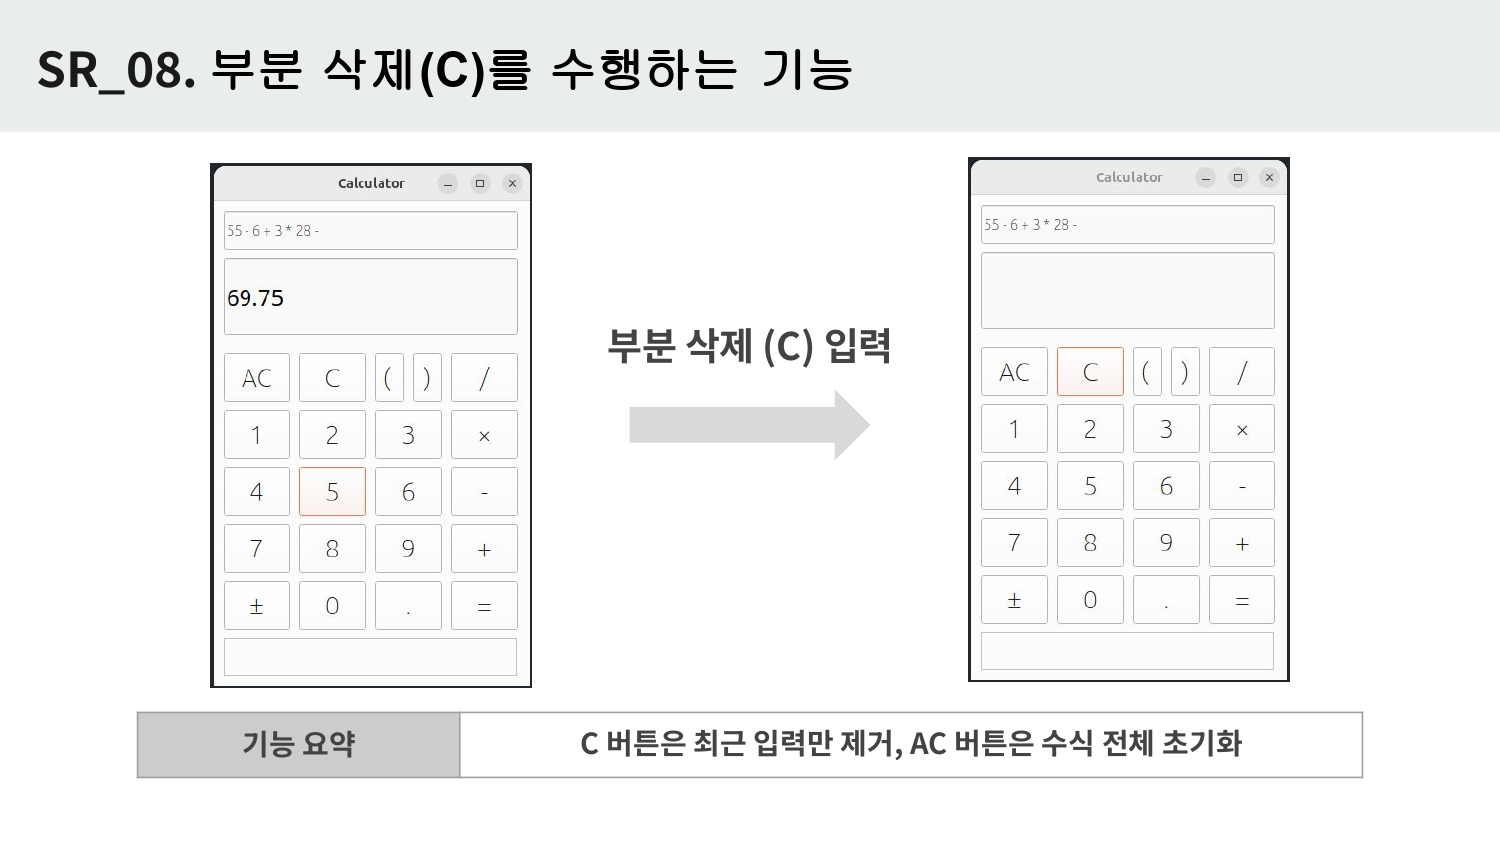 SR_08. 부분 삭제(C)를 수행하는 기능
Calculator
55 - 6 + 3 * 28 -
69.75
AC C ( ) /
1 2 3 ×
4 5 6 -
7 8 9 +
± 0 . =
부분 삭제 (C) 입력
Calculator
55 - 6 + 3 * 28 -
AC C ( ) /
1 2 3 ×
4 5 6 -
7 8 9 +
± 0 . =
기능 요약
C 버튼은 최근 입력만 제거, AC 버튼은 수식 전체 초기화